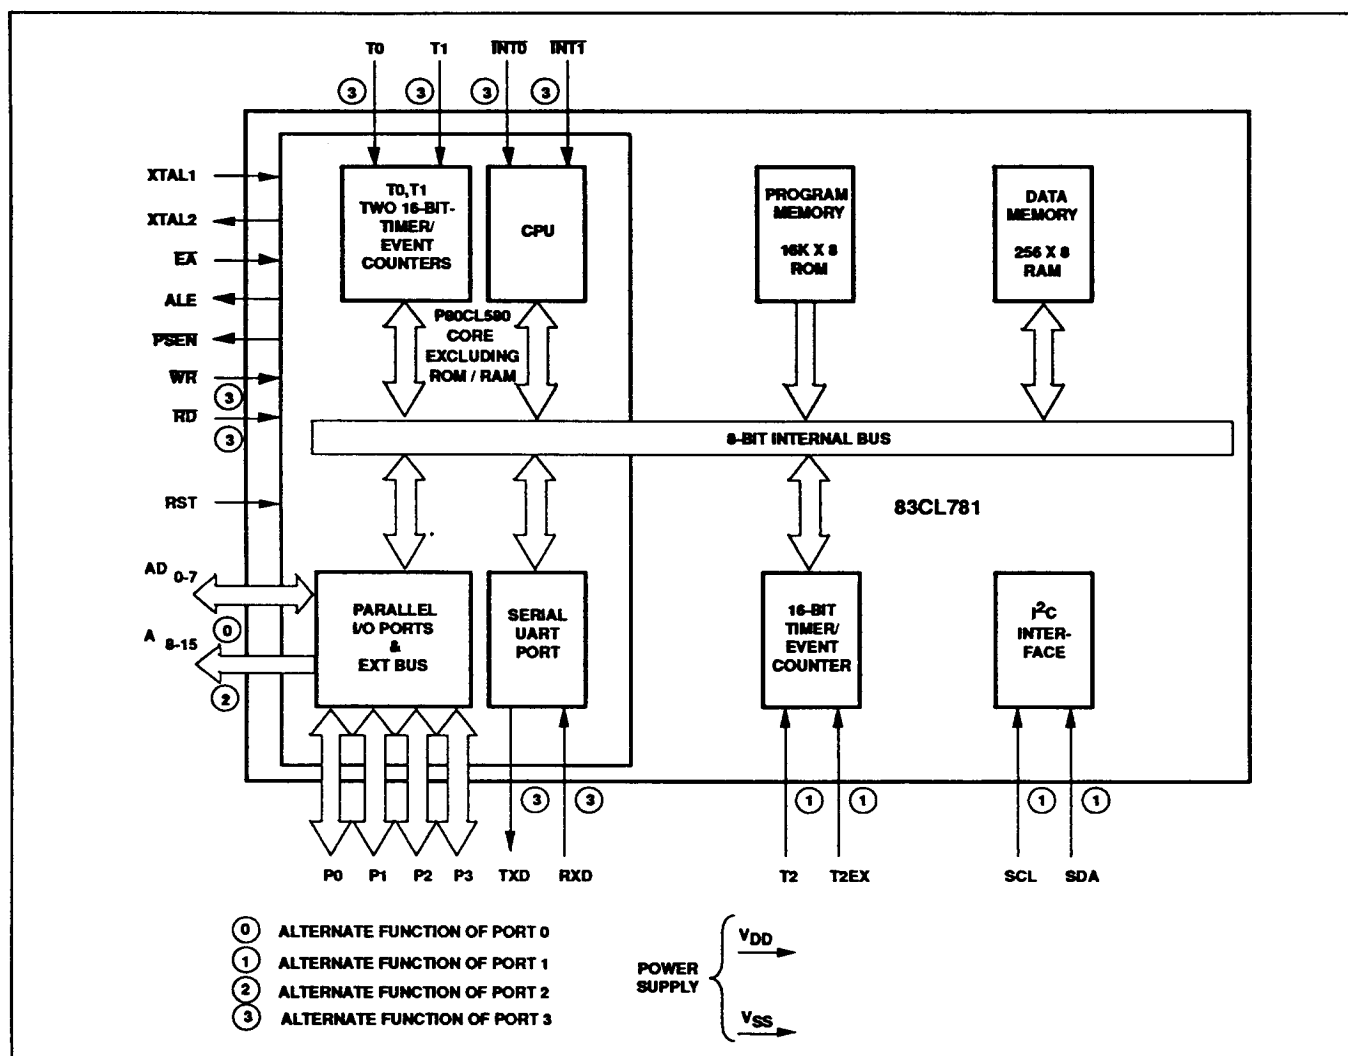 T0 T1 INT0 INT1
3 3 3 3
XTAL1
XTAL2
EA
ALE
PSEN
WR
3
RD
3
RST
AD 0-7
0
A 8-15
2
T0,T1
TWO 16-BIT-
TIMER/
EVENT
COUNTERS
CPU
PROGRAM
MEMORY
16K X 8
ROM
DATA
MEMORY
256 X 8
RAM
P80CL580
CORE
EXCLUDING
ROM / RAM
8-BIT INTERNAL BUS
83CL781
PARALLEL
I/O PORTS
&
EXT BUS
SERIAL
UART
PORT
16-BIT
TIMER/
EVENT
COUNTER
I²C
INTER-
FACE
3 3 1 1 1 1
P0 P1 P2 P3 TXD RXD T2 T2EX SCL SDA
0 ALTERNATE FUNCTION OF PORT 0
1 ALTERNATE FUNCTION OF PORT 1
2 ALTERNATE FUNCTION OF PORT 2
3 ALTERNATE FUNCTION OF PORT 3
POWER
SUPPLY
VDD
VSS